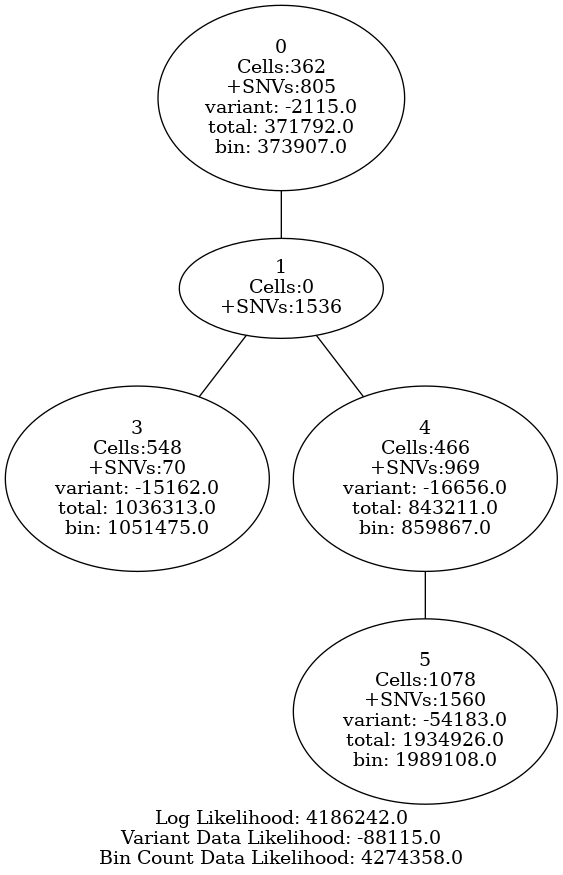 0
Cells:362
+SNVs:805
variant: -2115.0
total: 371792.0
bin: 373907.0
1
Cells:0
+SNVs:1536
3
Cells:548
+SNVs:70
variant: -15162.0
total: 1036313.0
bin: 1051475.0
4
Cells:466
+SNVs:969
variant: -16656.0
total: 843211.0
bin: 859867.0
5
Cells:1078
+SNVs:1560
variant: -54183.0
total: 1934926.0
bin: 1989108.0
Log Likelihood: 4186242.0
Variant Data Likelihood: -88115.0
Bin Count Data Likelihood: 4274358.0